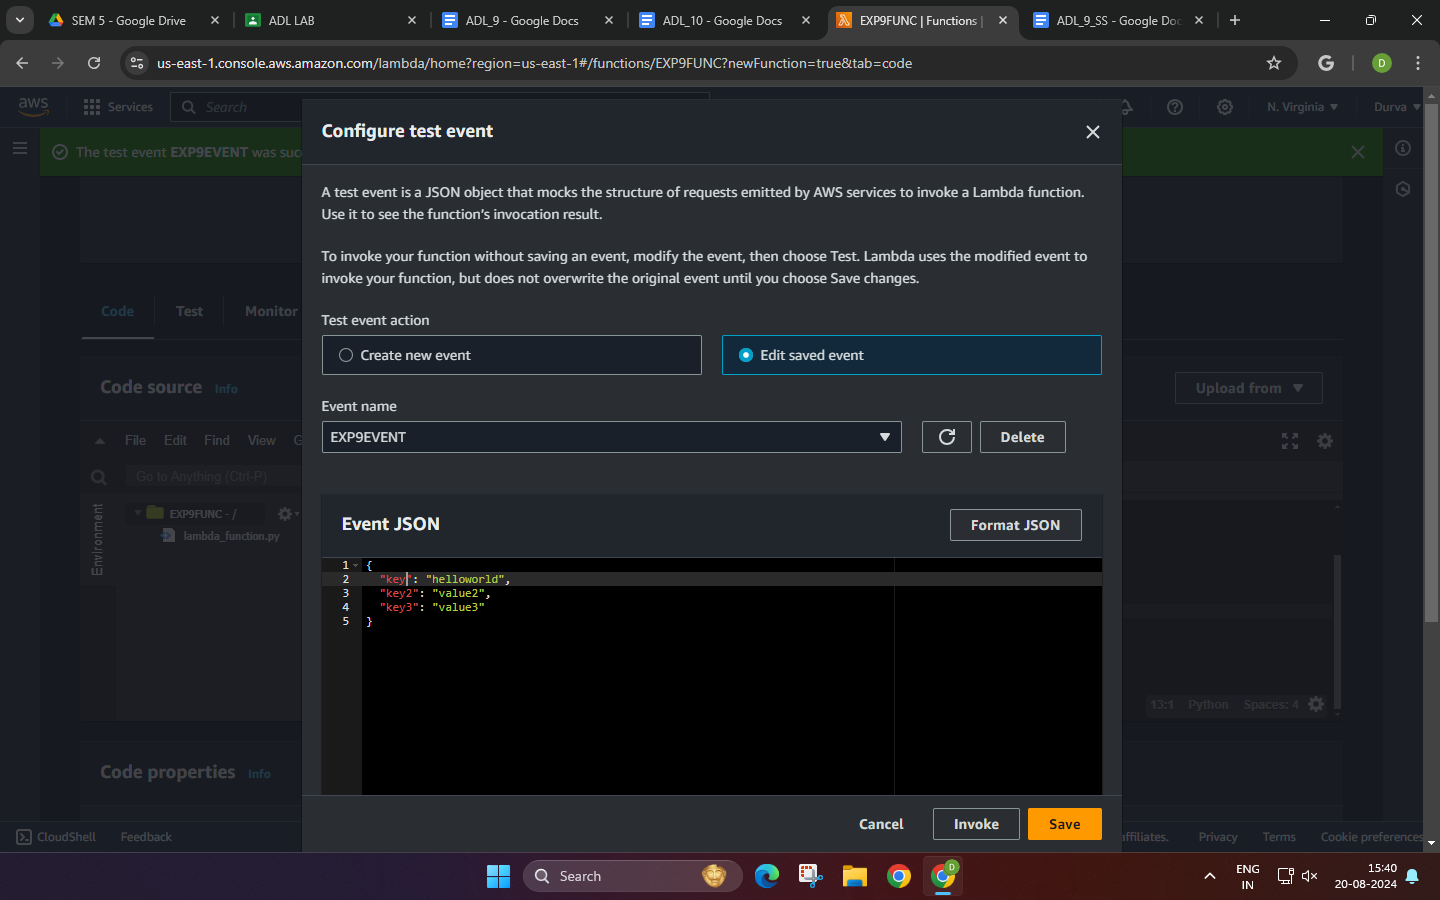 SEM 5 - Google Drive
ADL LAB
ADL_9 - Google Docs
ADL_10 - Google Docs
EXP9FUNC | Functions |
ADL_9_SS - Google Doc
us-east-1.console.aws.amazon.com/lambda/home?region=us-east-1#/functions/EXP9FUNC?newFunction=true&tab=code
D
aws
Services
Search
N. Virginia
Durva
Configure test event
The test event EXP9EVENT was suc
A test event is a JSON object that mocks the structure of requests emitted by AWS services to invoke a Lambda function.
Use it to see the function's invocation result.
To invoke your function without saving an event, modify the event, then choose Test. Lambda uses the modified event to
invoke your function, but does not overwrite the original event until you choose Save changes.
Code
Test
Monitor
Test event action
Create new event
Edit saved event
Code source
Info
Upload from
Event name
EXP9EVENT
Delete
File
Edit
Find
View
G
Go to Anything (Ctrl-P)
Environment
EXP9FUNC - /
lambda_function.py
Event JSON
Format JSON
1 {
2 "key": "helloworld",
3 "key2": "value2",
4 "key3": "value3"
5 }
13:1 Python Spaces: 4
Code properties
Info
Cancel
Invoke
Save
CloudShell
Feedback
affiliates.
Privacy
Terms
Cookie preferences
Search
D
ENG
IN
15:40
20-08-2024